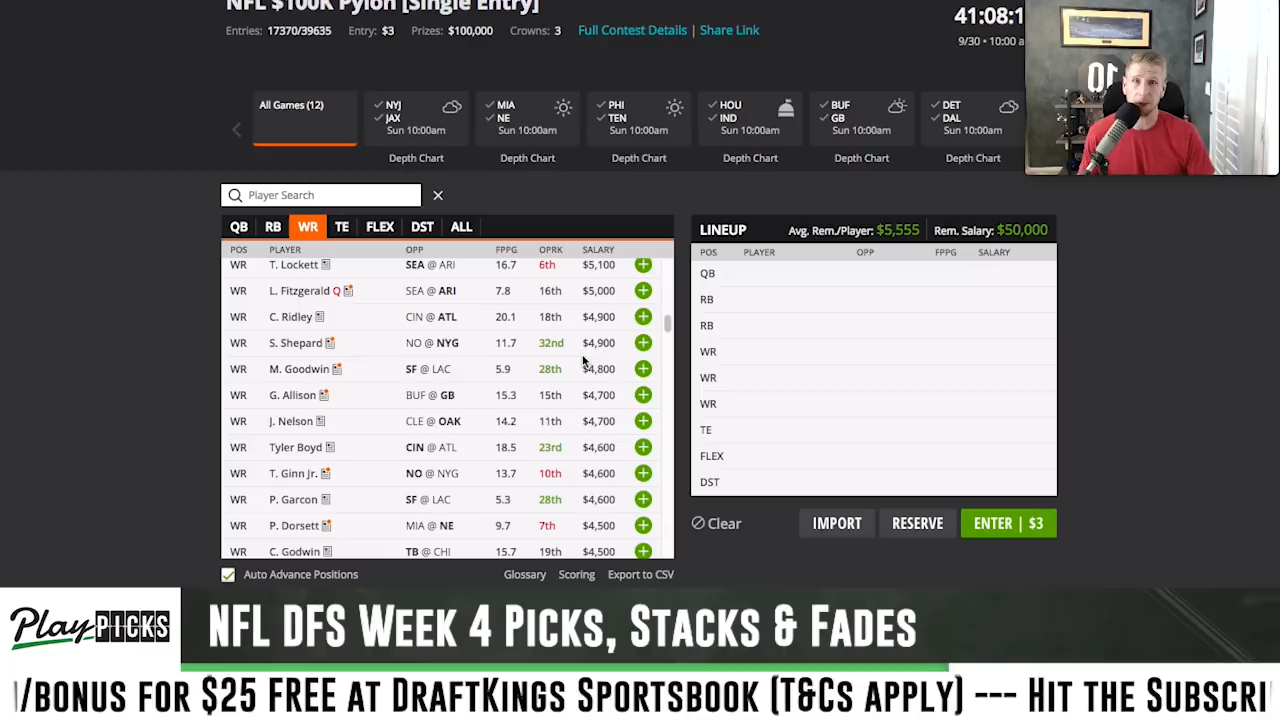 NFL $100K Pylon [Single Entry]
Entries: 17370/39635 Entry: $3 Prizes: $100,000 Crowns: 3 Full Contest Details | Share Link
41:08:1
9/30 • 10:00 a
All Games (12)
NYJ
JAX
Sun 10:00am
MIA
NE
Sun 10:00am
PHI
TEN
Sun 10:00am
HOU
IND
Sun 10:00am
BUF
GB
Sun 10:00am
DET
DAL
Sun 10:00am
Depth Chart Depth Chart Depth Chart Depth Chart Depth Chart Depth Chart
Player Search
QB RB WR TE FLEX DST ALL
POS PLAYER OPP FPPG OPRK SALARY
WR T. Lockett SEA @ ARI 16.7 6th $5,100
WR L. Fitzgerald Q SEA @ ARI 7.8 16th $5,000
WR C. Ridley CIN @ ATL 20.1 18th $4,900
WR S. Shepard NO @ NYG 11.7 32nd $4,900
WR M. Goodwin SF @ LAC 5.9 28th $4,800
WR G. Allison BUF @ GB 15.3 15th $4,700
WR J. Nelson CLE @ OAK 14.2 11th $4,700
WR Tyler Boyd CIN @ ATL 18.5 23rd $4,600
WR T. Ginn Jr. NO @ NYG 13.7 10th $4,600
WR P. Garcon SF @ LAC 5.3 28th $4,600
WR P. Dorsett MIA @ NE 9.7 7th $4,500
WR C. Godwin TB @ CHI 15.7 19th $4,500
Auto Advance Positions Glossary Scoring Export to CSV
LINEUP Avg. Rem./Player: $5,555 Rem. Salary: $50,000
POS PLAYER OPP FPPG SALARY
QB
RB
RB
WR
WR
WR
TE
FLEX
DST
Clear IMPORT RESERVE ENTER | $3
10
Play PICKS
NFL DFS Week 4 Picks, Stacks & Fades
/bonus for $25 FREE at DraftKings Sportsbook (T&Cs apply) --- Hit the Subscri